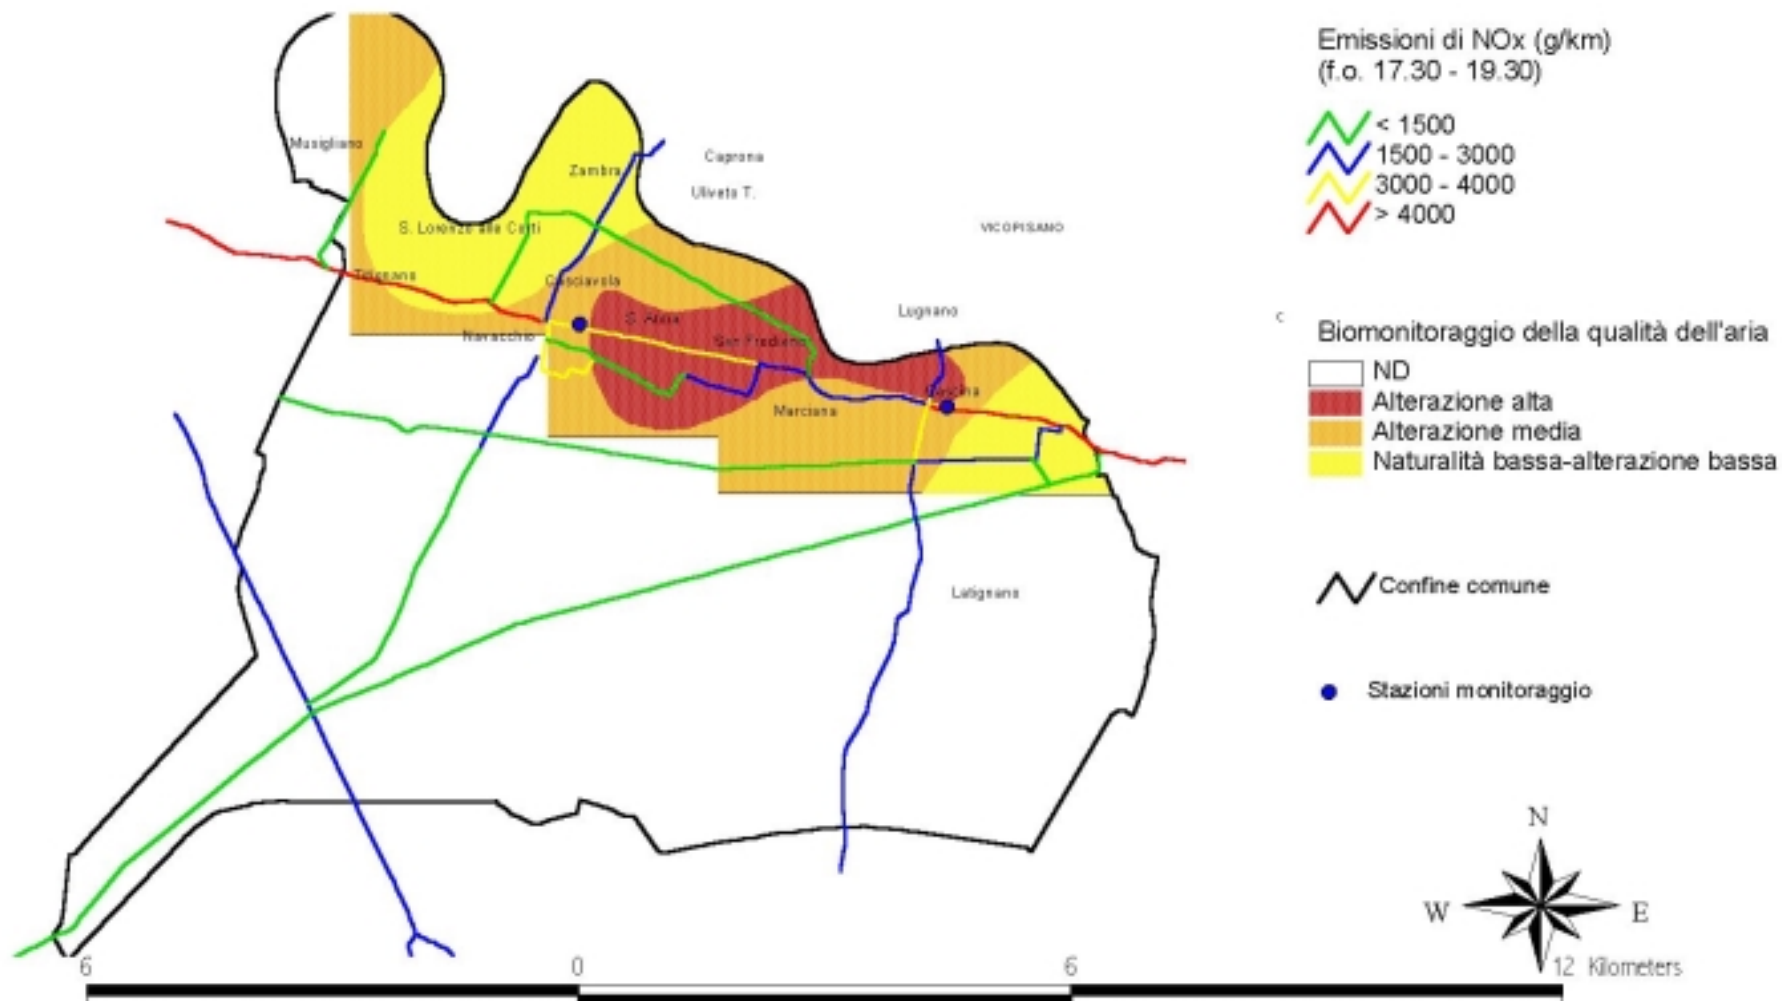 Emissioni di NOx (g/km)
(f.o. 17.30 - 19.30)
< 1500
1500 - 3000
3000 - 4000
> 4000
Musigliano
Zambra
Caprona
Uliveto T.
S. Lorenzo alle Corti
VICOPISANO
Titignano
Casciavola
Navacchio
San Frediano
Lugnano
c
Cascina
Marciana
Latignano
Biomonitoraggio della qualità dell'aria
ND
Alterazione alta
Alterazione media
Naturalità bassa-alterazione bassa
Confine comune
Stazioni monitoraggio
N
W
E
6 0 6 12 Kilometers